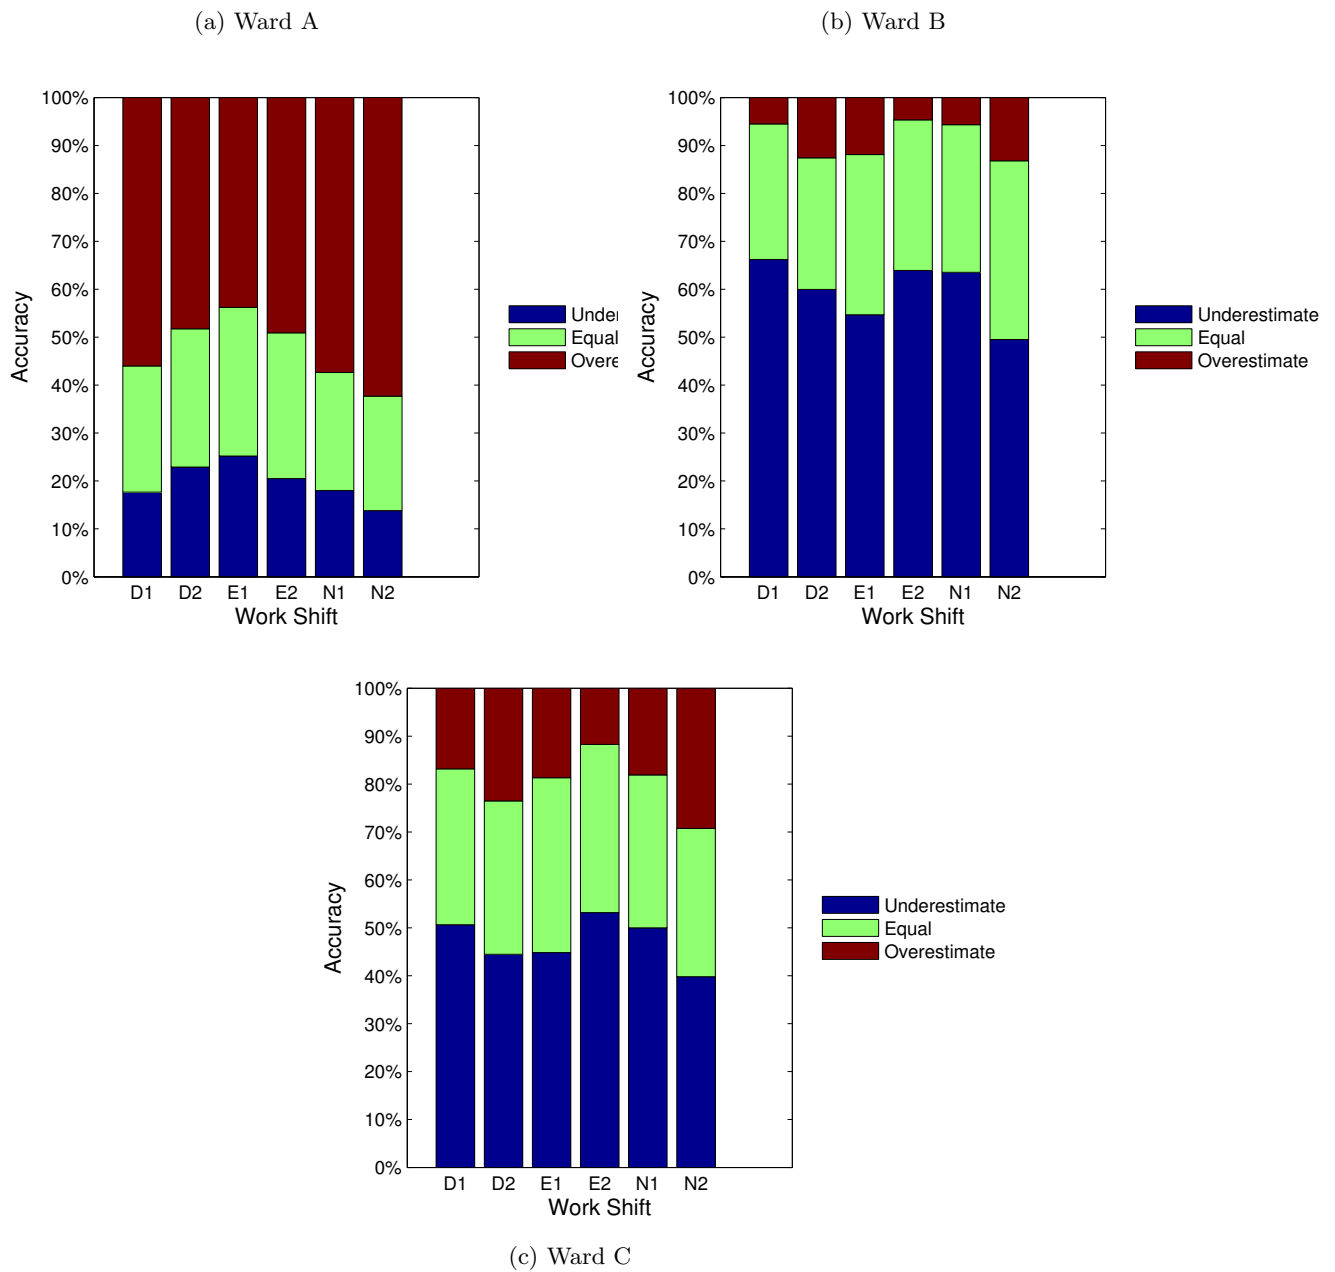 (a) Ward A
(b) Ward B
100%
90%
80%
70%
60%
50%
40%
30%
20%
10%
0%
Accuracy
D1 D2 E1 E2 N1 N2
Work Shift
Under
Equal
Overe
100%
90%
80%
70%
60%
50%
40%
30%
20%
10%
0%
Accuracy
D1 D2 E1 E2 N1 N2
Work Shift
Underestimate
Equal
Overestimate
100%
90%
80%
70%
60%
50%
40%
30%
20%
10%
0%
Accuracy
D1 D2 E1 E2 N1 N2
Work Shift
Underestimate
Equal
Overestimate
(c) Ward C